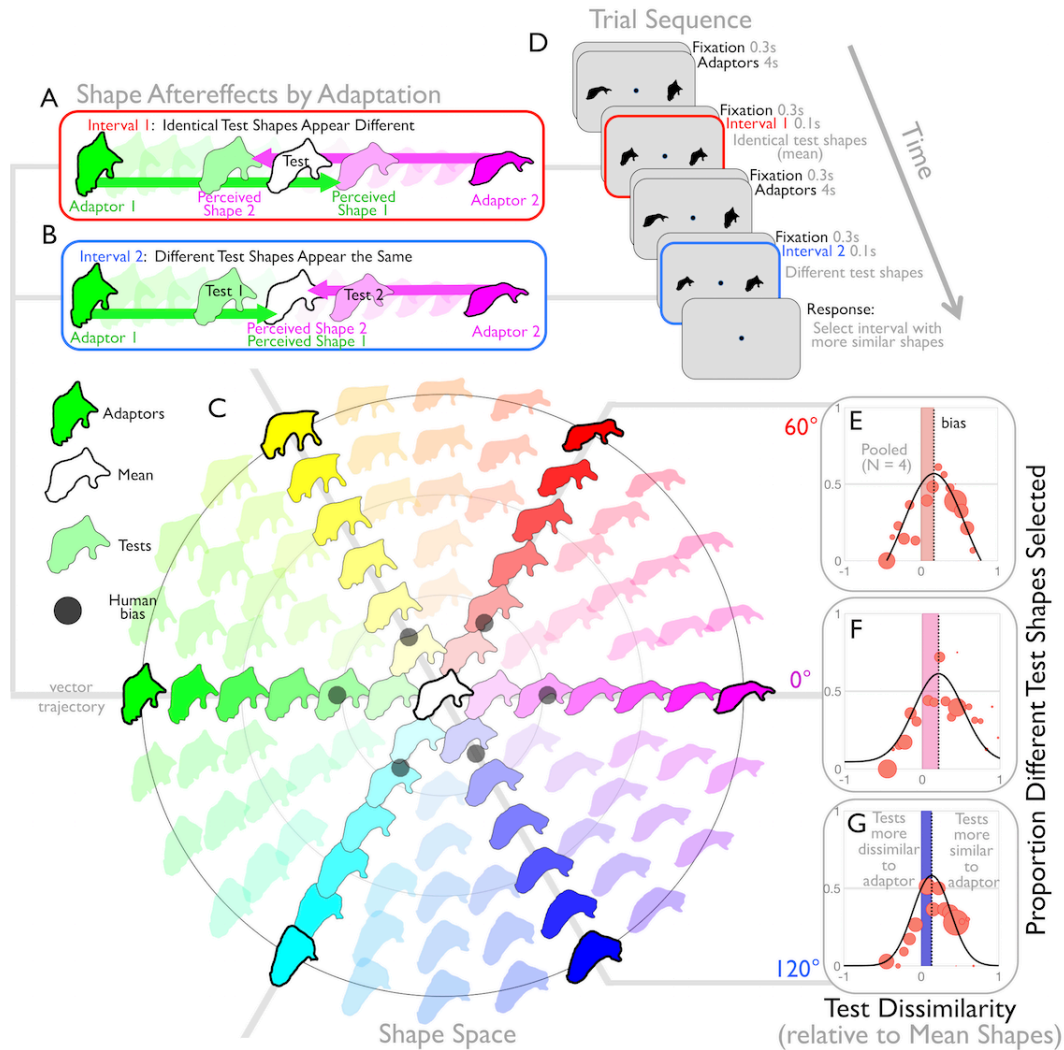 Trial Sequence
D
Fixation 0.3s
Adaptors 4s
Fixation 0.3s
Interval 1 0.1s
Identical test shapes
(mean)
Fixation 0.3s
Adaptors 4s
Fixation 0.3s
Interval 2 0.1s
Different test shapes
Response:
Select interval with
more similar shapes
Time
A
Shape Aftereffects by Adaptation
Interval 1: Identical Test Shapes Appear Different
Test
Adaptor 1
Perceived
Shape 2
Perceived
Shape 1
Adaptor 2
B
Interval 2: Different Test Shapes Appear the Same
Test 1
Test 2
Adaptor 1
Perceived Shape 2
Perceived Shape 1
Adaptor 2
C
Adaptors
Mean
Tests
Human
bias
vector
trajectory
Shape Space
60°
0°
120°
E
bias
Pooled
(N = 4)
1
0.5
0
-1
0
1
F
1
0.5
0
-1
0
1
G
Tests
more
dissimilar
to
adaptor
Tests
more
similar
to
adaptor
1
0.5
0
-1
0
1
Proportion Different Test Shapes Selected
Test Dissimilarity
(relative to Mean Shapes)